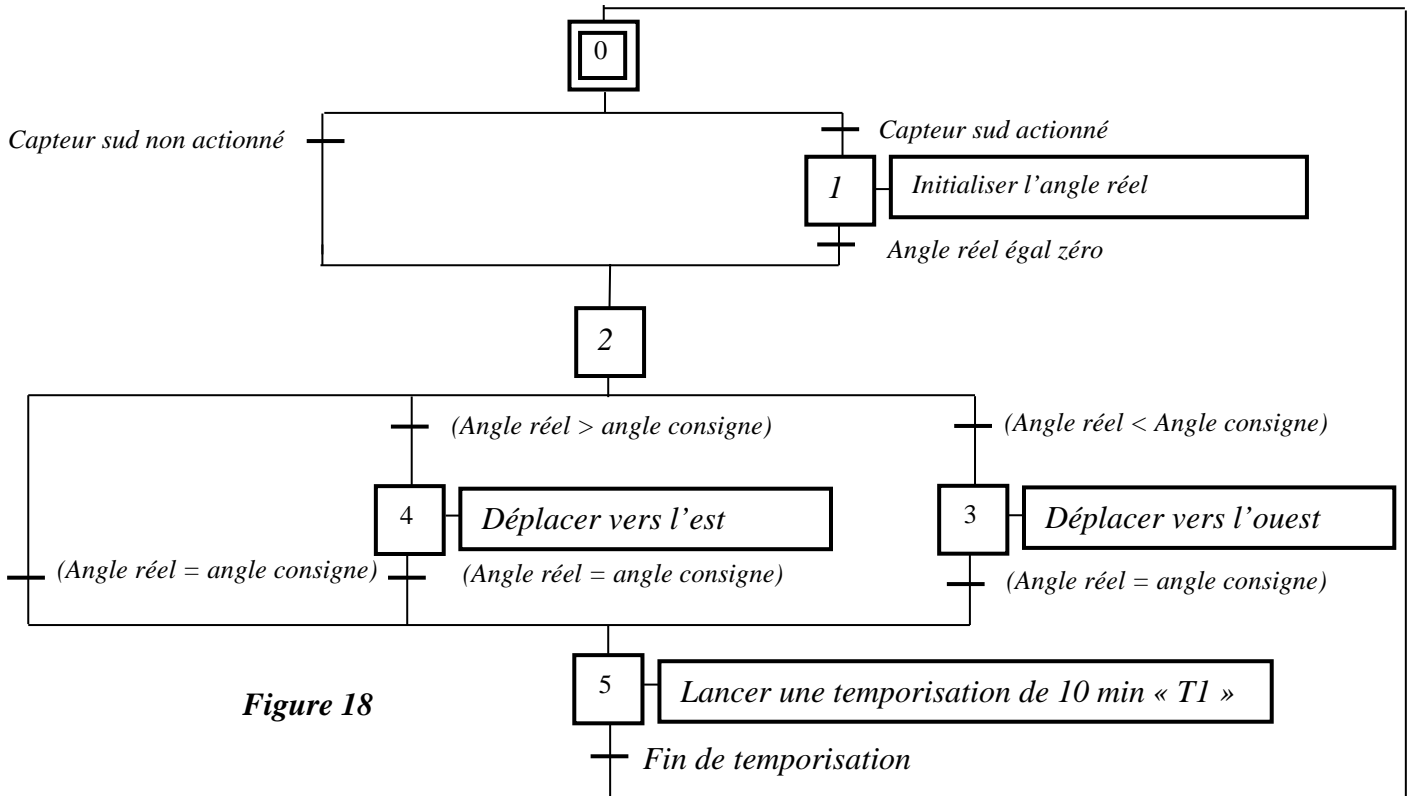 0
Capteur sud non actionné
Capteur sud actionné
1
Initialiser l'angle réel
Angle réel égal zéro
2
(Angle réel > angle consigne)
(Angle réel < Angle consigne)
4
Déplacer vers l'est
3
Déplacer vers l'ouest
(Angle réel = angle consigne)
(Angle réel = angle consigne)
(Angle réel = angle consigne)
5
Lancer une temporisation de 10 min « T1 »
Figure 18
Fin de temporisation